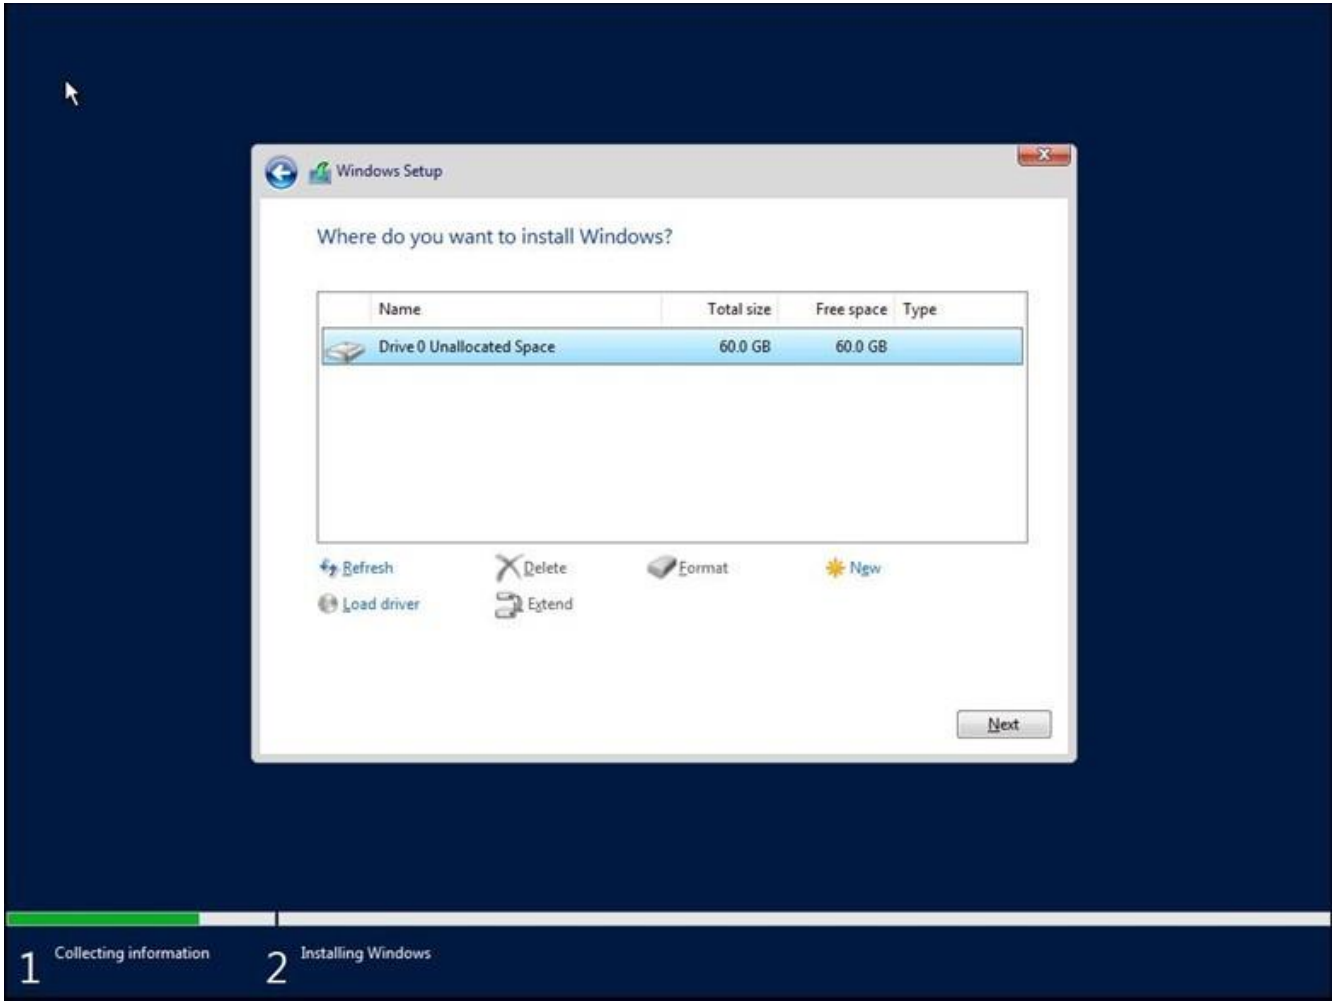 Windows Setup
Where do you want to install Windows?
Name Total size Free space Type
Drive 0 Unallocated Space 60.0 GB 60.0 GB
Refresh Delete Format New
Load driver Extend
Next
1 Collecting information 2 Installing Windows